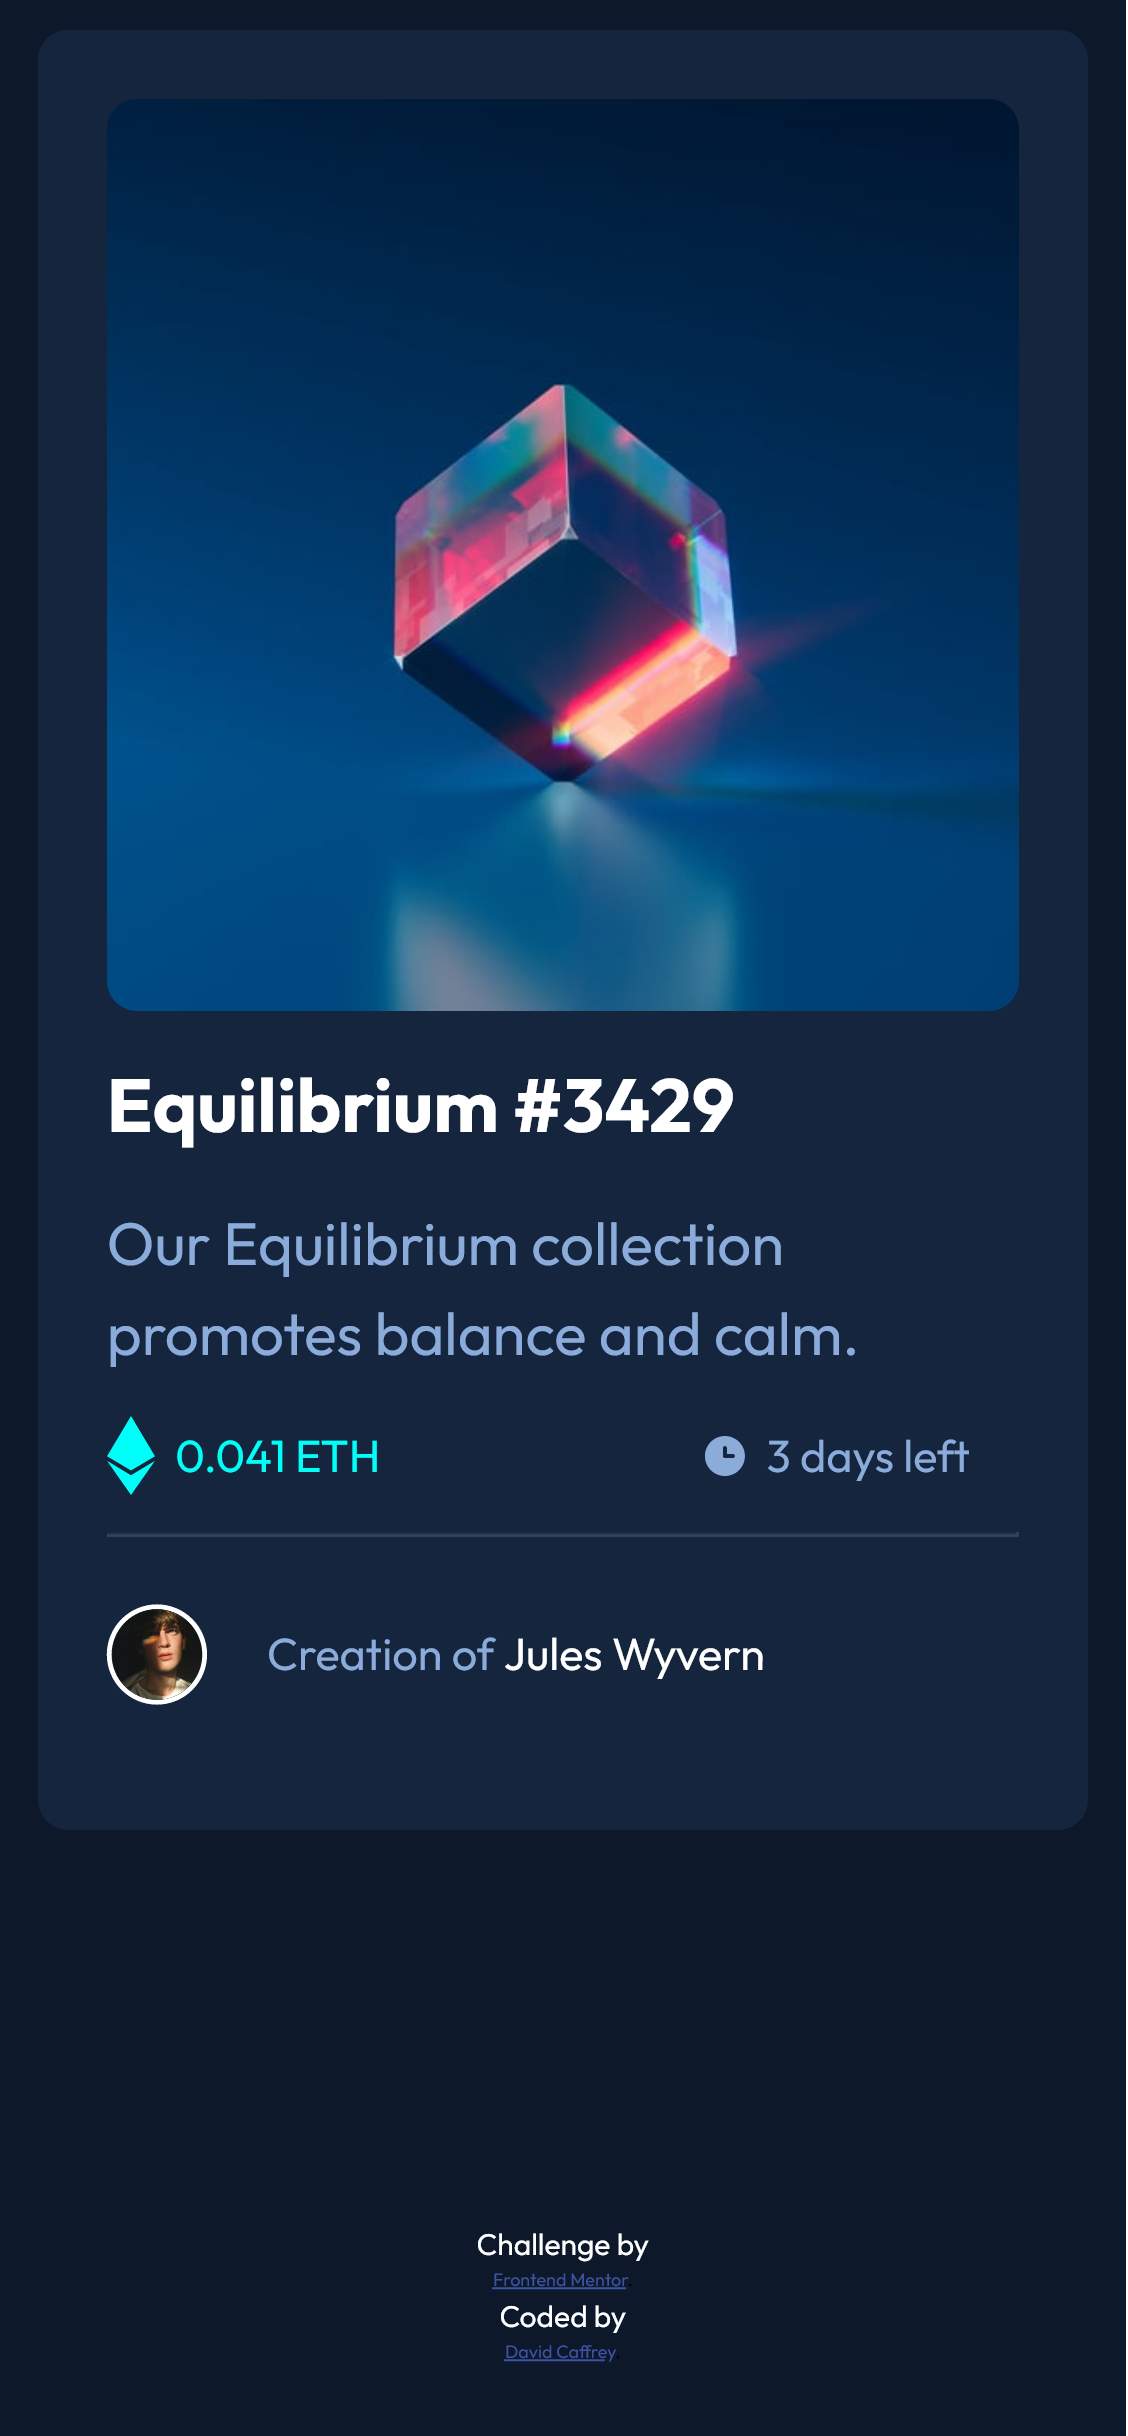 Equilibrium #3429
Our Equilibrium collection
promotes balance and calm.
0.041 ETH
3 days left
Creation of Jules Wyvern
Challenge by
Frontend Mentor.
Coded by
David Caffrey.